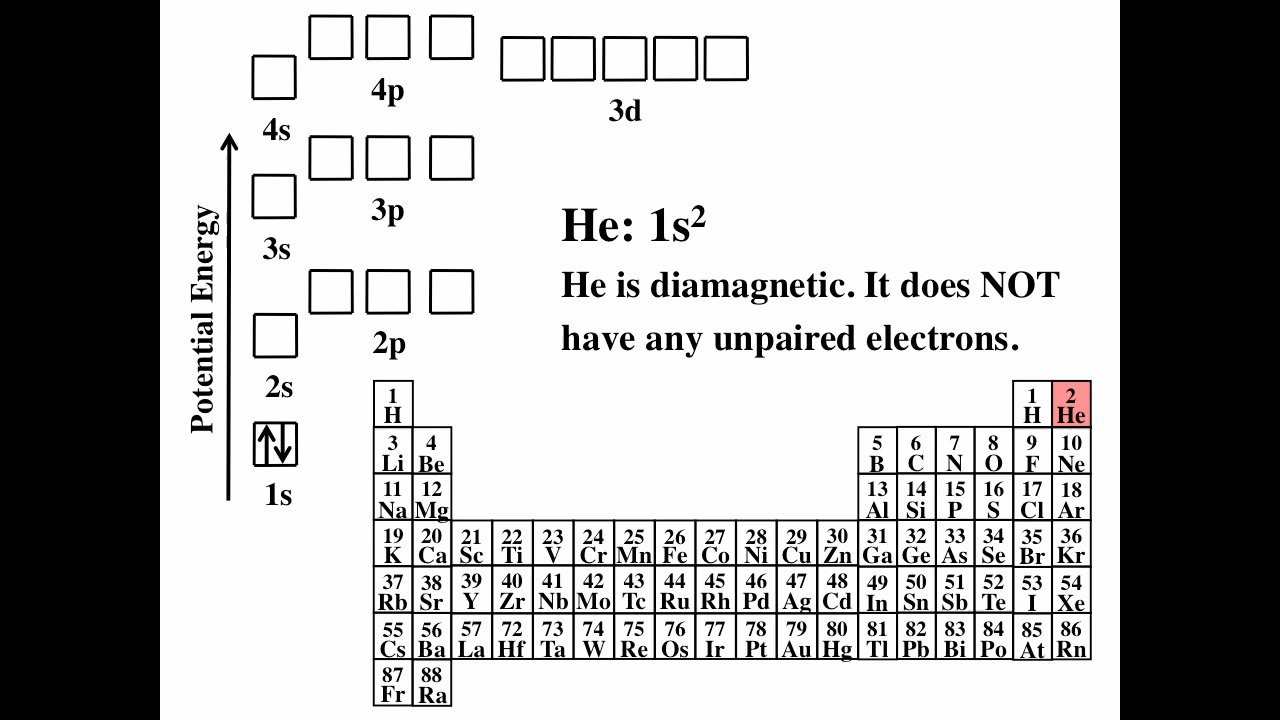 4p
3d
4s
3p
3s
2p
2s
1s
Potential Energy
He: 1s²
He is diamagnetic. It does NOT
have any unpaired electrons.
1 1 2
H H He
3 4 5 6 7 8 9 10
Li Be B C N O F Ne
11 12 13 14 15 16 17 18
Na Mg Al Si P S Cl Ar
19 20 21 22 23 24 25 26 27 28 29 30 31 32 33 34 35 36
K Ca Sc Ti V Cr Mn Fe Co Ni Cu Zn Ga Ge As Se Br Kr
37 38 39 40 41 42 43 44 45 46 47 48 49 50 51 52 53 54
Rb Sr Y Zr Nb Mo Tc Ru Rh Pd Ag Cd In Sn Sb Te I Xe
55 56 57 72 73 74 75 76 77 78 79 80 81 82 83 84 85 86
Cs Ba La Hf Ta W Re Os Ir Pt Au Hg Tl Pb Bi Po At Rn
87 88
Fr Ra